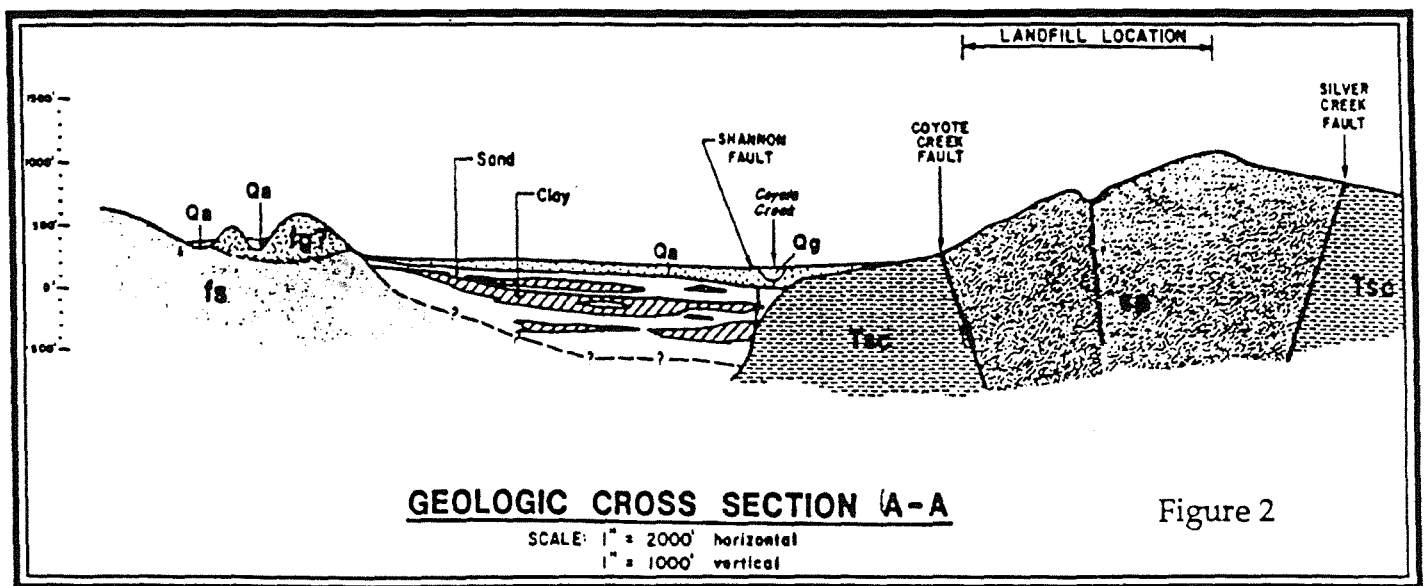 LANDFILL LOCATION
SILVER
CREEK
FAULT
COYOTE
CREEK
FAULT
SHANNON
FAULT
1000'
Sand
Clay
Coyote
Creek
Qa
Qa
Qa
Qg
0'
fs
Tsc
Tsc
GEOLOGIC CROSS SECTION A-A
SCALE: 1" = 2000' horizontal
1" = 1000' vertical
Figure 2